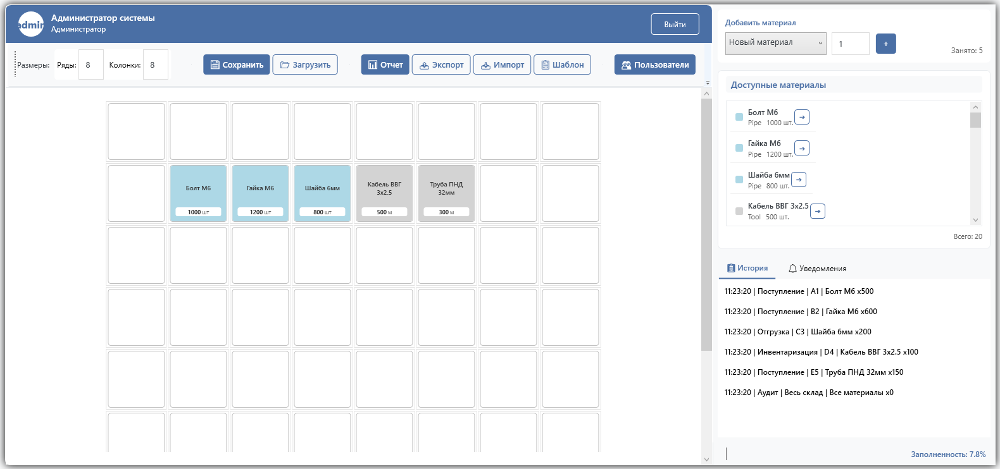 admin
Администратор системы
Администратор
Выйти
Размеры: Ряды: 8 Колонки: 8
Сохранить Загрузить Отчет Экспорт Импорт Шаблон Пользователи
Болт М6 Гайка М6 Шайба 6мм Кабель ВВГ 3х2.5 Труба ПНД 32мм
1000 шт 1200 шт 800 шт 500 м 300 м
Добавить материал
Новый материал 1 +
Занято: 5
Доступные материалы
Болт М6
Pipe 1000 шт.
Гайка М6
Pipe 1200 шт.
Шайба 6мм
Pipe 800 шт.
Кабель ВВГ 3х2.5
Tool 500 шт.
Всего: 20
История Уведомления
11:23:20 | Поступление | A1 | Болт М6 x500
11:23:20 | Поступление | B2 | Гайка М6 x600
11:23:20 | Отгрузка | C3 | Шайба 6мм x200
11:23:20 | Инвентаризация | D4 | Кабель ВВГ 3х2.5 x100
11:23:20 | Поступление | E5 | Труба ПНД 32мм x150
11:23:20 | Аудит | Весь склад | Все материалы x0
Заполненность: 7.8%